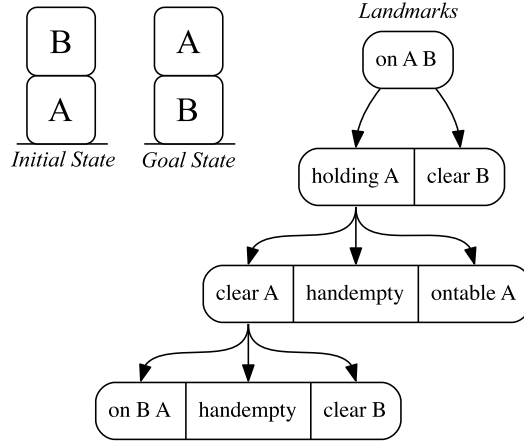 Landmarks
B
A
A
B
Initial State
Goal State
on A B
holding A
clear B
clear A
handempty
ontable A
on B A
handempty
clear B